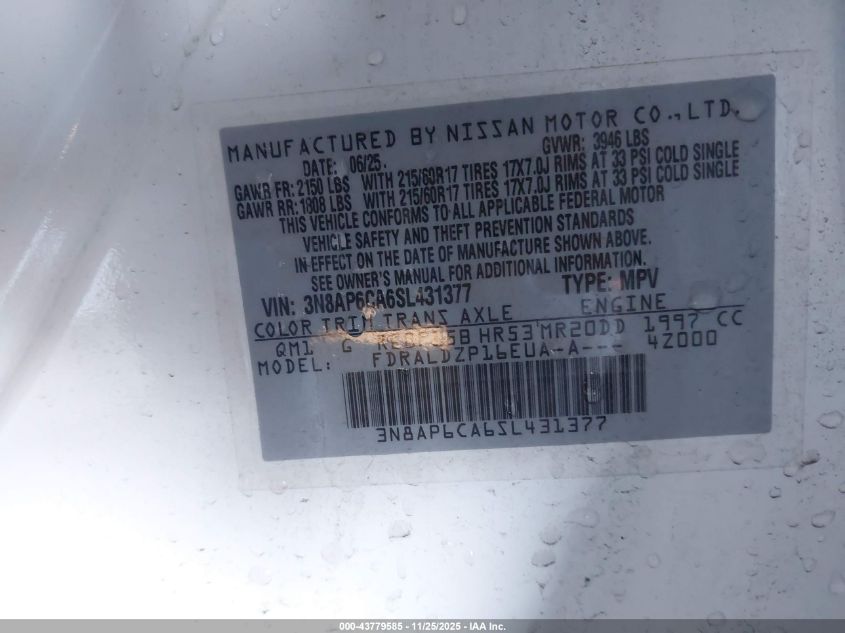 MANUFACTURED BY NISSAN MOTOR CO.,LTD.
DATE: 06/25. GVWR: 3946 LBS
GAWR FR: 2150 LBS WITH 215/60R17 TIRES 17X7.0J RIMS AT 33 PSI COLD SINGLE
GAWR RR: 1808 LBS WITH 215/60R17 TIRES 17X7.0J RIMS AT 33 PSI COLD SINGLE
THIS VEHICLE CONFORMS TO ALL APPLICABLE FEDERAL MOTOR
VEHICLE SAFETY AND THEFT PREVENTION STANDARDS
IN EFFECT ON THE DATE OF MANUFACTURE SHOWN ABOVE.
SEE OWNER'S MANUAL FOR ADDITIONAL INFORMATION
VIN: 3N8AP6CA6SL431377 TYPE: MPV
COLOR TRIM TRANS AXLE ENGINE
QM1 G HR53 MR20DD 1997 CC
MODEL: FDRALDZP16EUA-A--- 4Z000
3N8AP6CA6SL431377
000-43779585 - 11/25/2025 - IAA Inc.